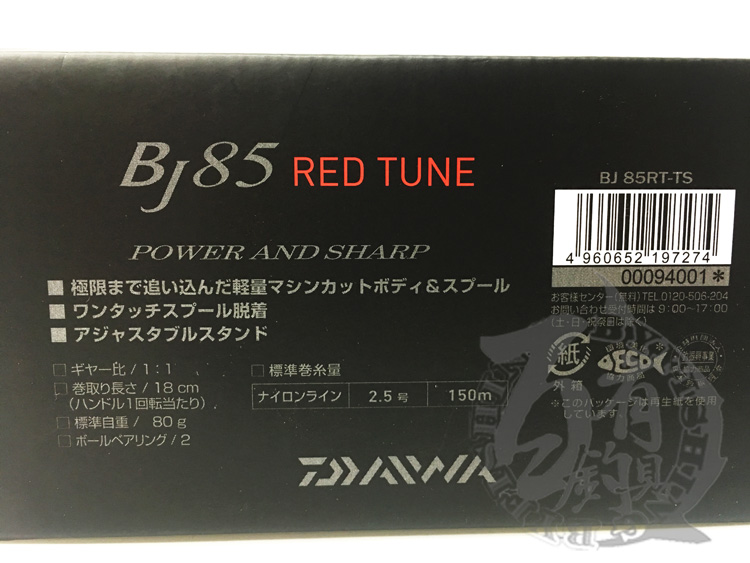 BJ85 RED TUNE
BJ 85RT-TS
POWER AND SHARP
4 960652 197274
00094001*
極限まで追い込んだ軽量マシンカットボディ&スプール
ワンタッチスプール脱着
アジャスタブルスタンド
お客様センター(無料)TEL0120-506-204
お問い合わせ受付時間は9:00~17:00
(土・日・祝祭日は除く)
ギヤー比/1:1
巻取り長さ/18cm
(ハンドル1回転当たり)
標準自重/80g
ボールベアリング/2
標準巻糸量
ナイロンライン 2.5号 150m
紙
外箱
※このパッケージは再生紙を使用
しています。
DAIWA